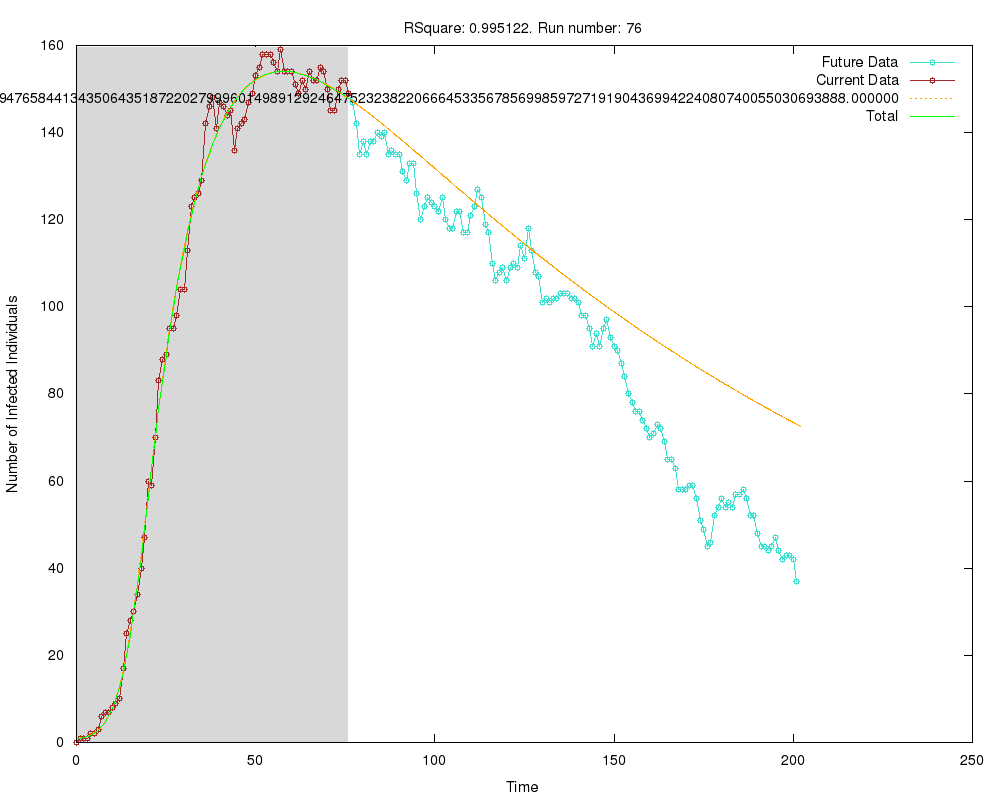 RSquare: 0.995122. Run number: 76
160
140
120
100
80
60
40
20
0
Future Data
Current Data
Total
Number of Infected Individuals
0
50
100
150
200
250
Time